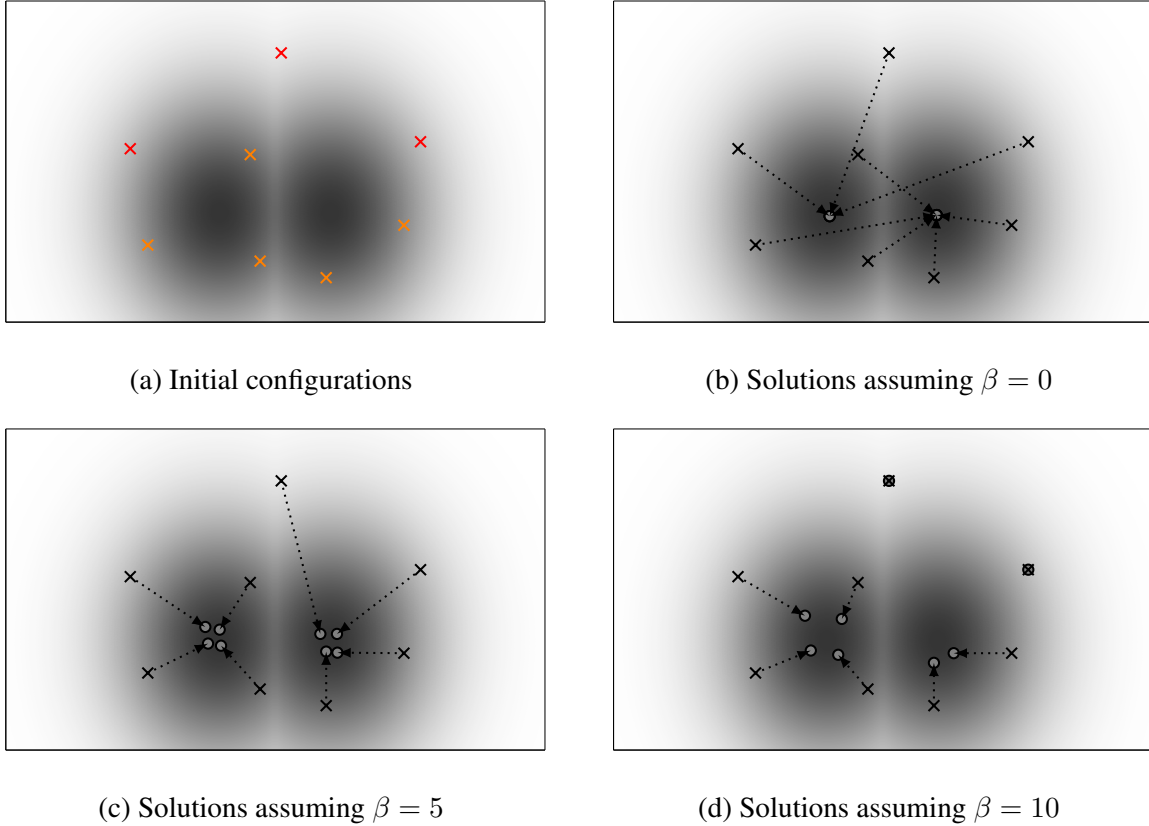 (a) Initial configurations
(b) Solutions assuming β = 0
(c) Solutions assuming β = 5
(d) Solutions assuming β = 10